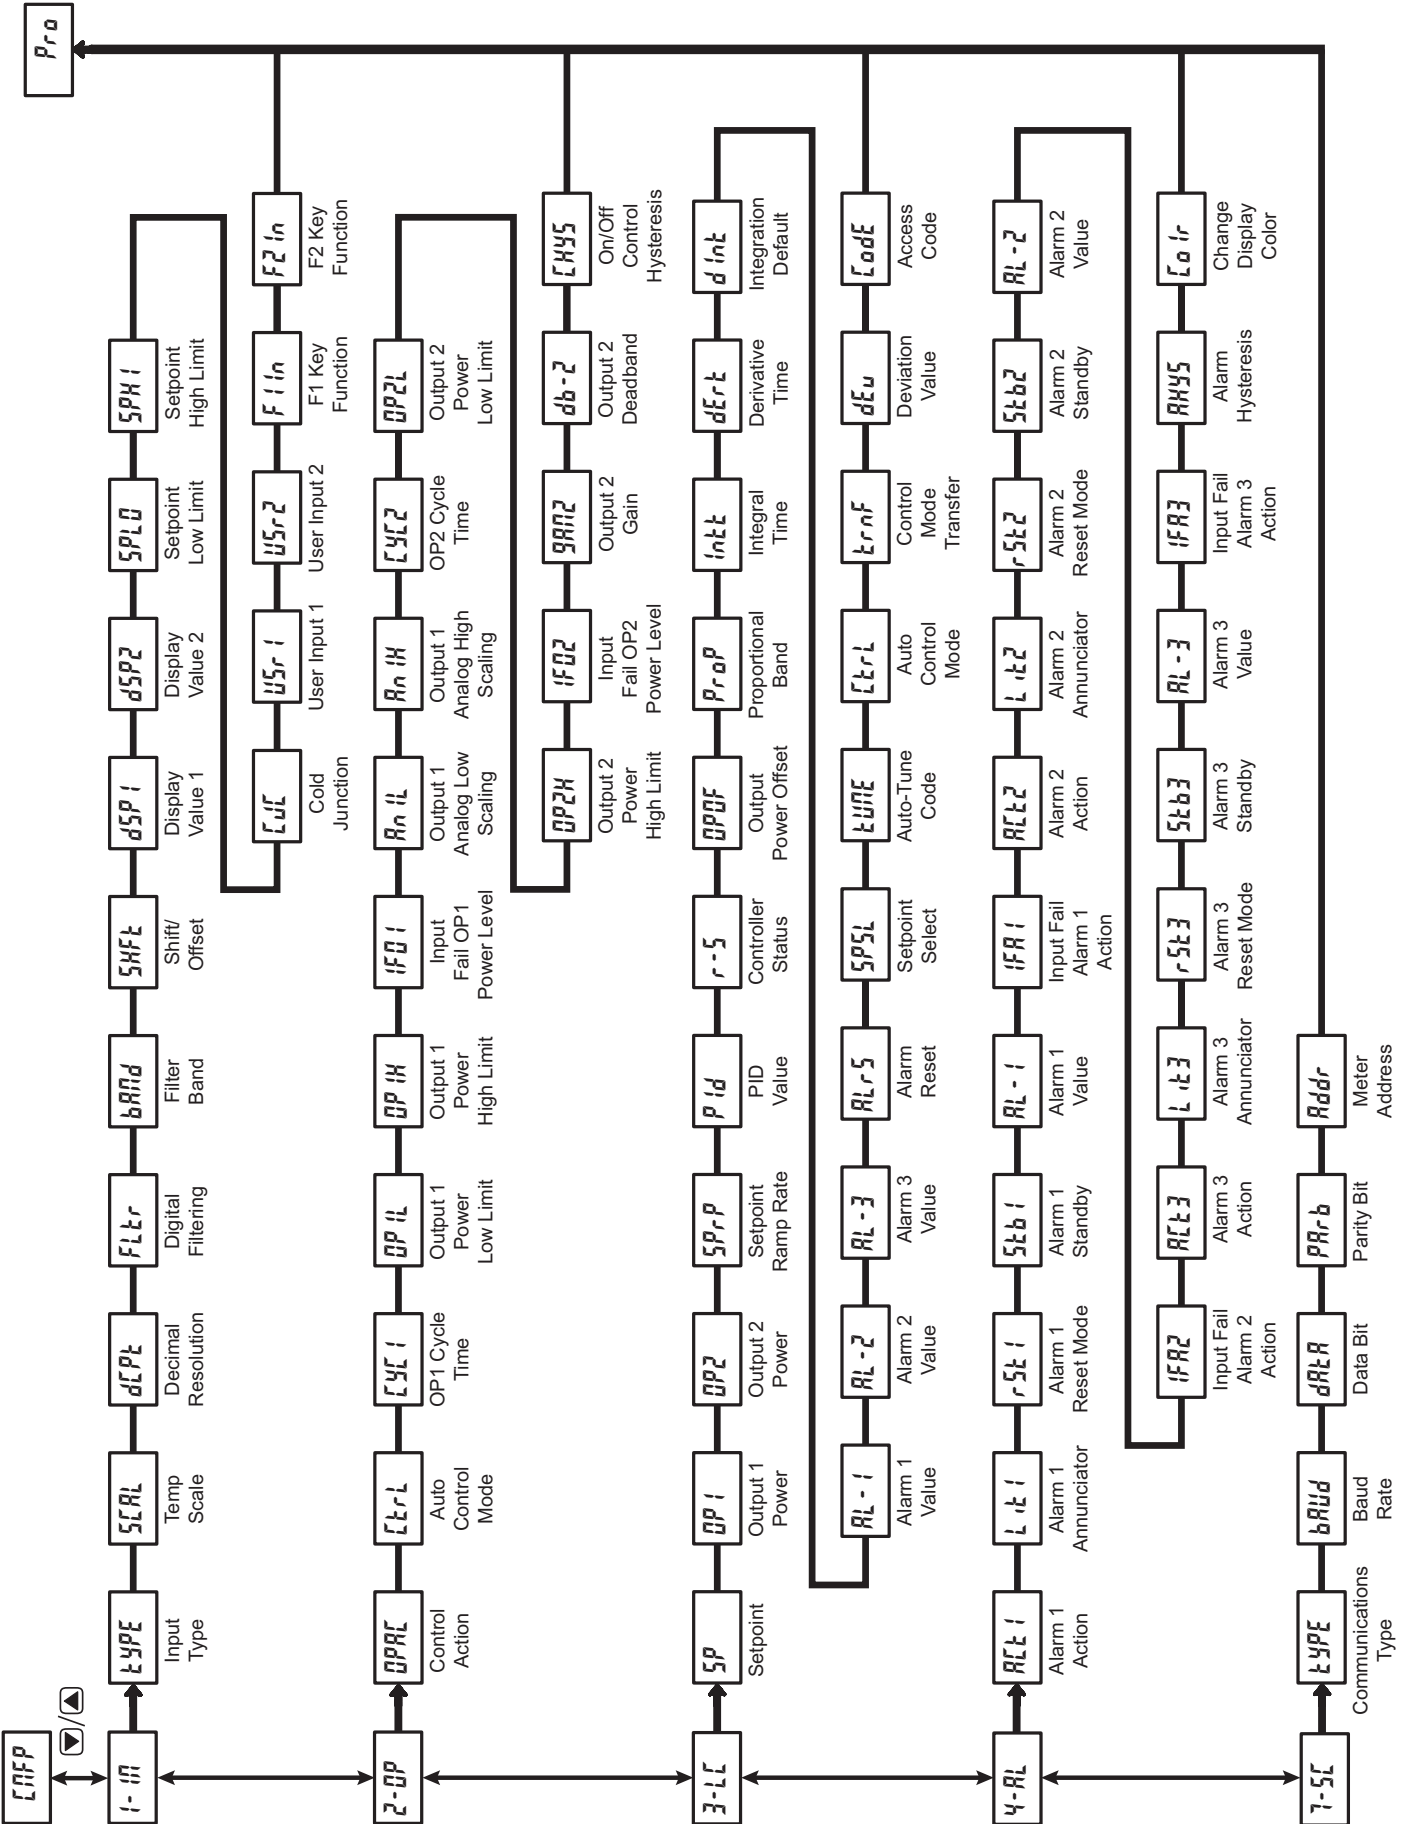 CNFP
Pro
1-IN
tYPE
Input
Type
SCAL
Temp
Scale
dCPt
Decimal
Resolution
FLtr
Digital
Filtering
bANd
Filter
Band
SHFt
Shift/
Offset
dSP1
Display
Value 1
dSP2
Display
Value 2
SPLO
Setpoint
Low Limit
SPHI
Setpoint
High Limit
CJC
Cold
Junction
USr1
User Input 1
USr2
User Input 2
F1In
F1 Key
Function
F2In
F2 Key
Function
2-OP
OPAC
Control
Action
CtrL
Auto
Control
Mode
CYC1
OP1 Cycle
Time
OP1L
Output 1
Power
Low Limit
OP1H
Output 1
Power
High Limit
IFO1
Input
Fail OP1
Power Level
An1L
Output 1
Analog Low
Scaling
An1H
Output 1
Analog High
Scaling
CYC2
OP2 Cycle
Time
OP2L
Output 2
Power
Low Limit
OP2H
Output 2
Power
High Limit
IFO2
Input
Fail OP2
Power Level
gAN2
Output 2
Gain
db-2
Output 2
Deadband
CHYS
On/Off
Control
Hysteresis
3-LC
SP
Setpoint
OP1
Output 1
Power
OP2
Output 2
Power
SPrP
Setpoint
Ramp Rate
PId
PID
Value
r-S
Controller
Status
OPOF
Output
Power Offset
ProP
Proportional
Band
Intt
Integral
Time
dErt
Derivative
Time
dInt
Integration
Default
AL-1
Alarm 1
Value
AL-2
Alarm 2
Value
AL-3
Alarm 3
Value
ALrS
Alarm
Reset
SPSL
Setpoint
Select
tUNE
Auto-Tune
Code
CtrL
Auto
Control
Mode
trnF
Control
Mode
Transfer
dEv
Deviation
Value
CodE
Access
Code
4-AL
ACt1
Alarm 1
Action
Lit1
Alarm 1
Annunciator
rSt1
Alarm 1
Reset Mode
Stb1
Alarm 1
Standby
AL-1
Alarm 1
Value
IFA1
Input Fail
Alarm 1
Action
ACt2
Alarm 2
Action
Lit2
Alarm 2
Annunciator
rSt2
Alarm 2
Reset Mode
Stb2
Alarm 2
Standby
AL-2
Alarm 2
Value
IFA2
Input Fail
Alarm 2
Action
ACt3
Alarm 3
Action
Lit3
Alarm 3
Annunciator
rSt3
Alarm 3
Reset Mode
Stb3
Alarm 3
Standby
AL-3
Alarm 3
Value
IFA3
Input Fail
Alarm 3
Action
AHYS
Alarm
Hysteresis
Colr
Change
Display
Color
7-SC
tYPE
Communications
Type
bAUd
Baud
Rate
dAtA
Data Bit
PArb
Parity Bit
Addr
Meter
Address